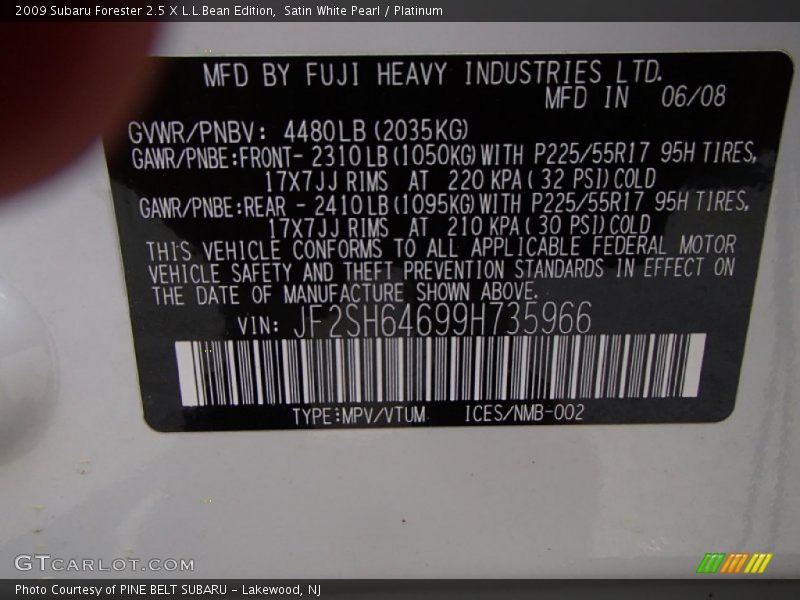 2009 Subaru Forester 2.5 X L.L.Bean Edition,  Satin White Pearl / Platinum
MFD BY FUJI HEAVY INDUSTRIES LTD.
MFD IN 06/08
GVWR/PNBV: 4480LB(2035KG)
GAWR/PNBE:FRONT- 2310LB(1050KG)WITH P225/55R17 95H TIRES,
17X7JJ RIMS AT 220 KPA( 32 PSI)COLD
GAWR/PNBE:REAR - 2410LB(1095KG)WITH P225/55R17 95H TIRES,
17X7JJ RIMS AT 210 KPA( 30 PSI)COLD
THIS VEHICLE CONFORMS TO ALL APPLICABLE FEDERAL MOTOR
VEHICLE SAFETY AND THEFT PREVENTION STANDARDS IN EFFECT ON
THE DATE OF MANUFACTURE SHOWN ABOVE.
VIN: JF2SH64699H735966
TYPE:MPV/VTUM ICES/NMB-002
GTCARLOT.COM
Photo Courtesy of PINE BELT SUBARU - Lakewood, NJ